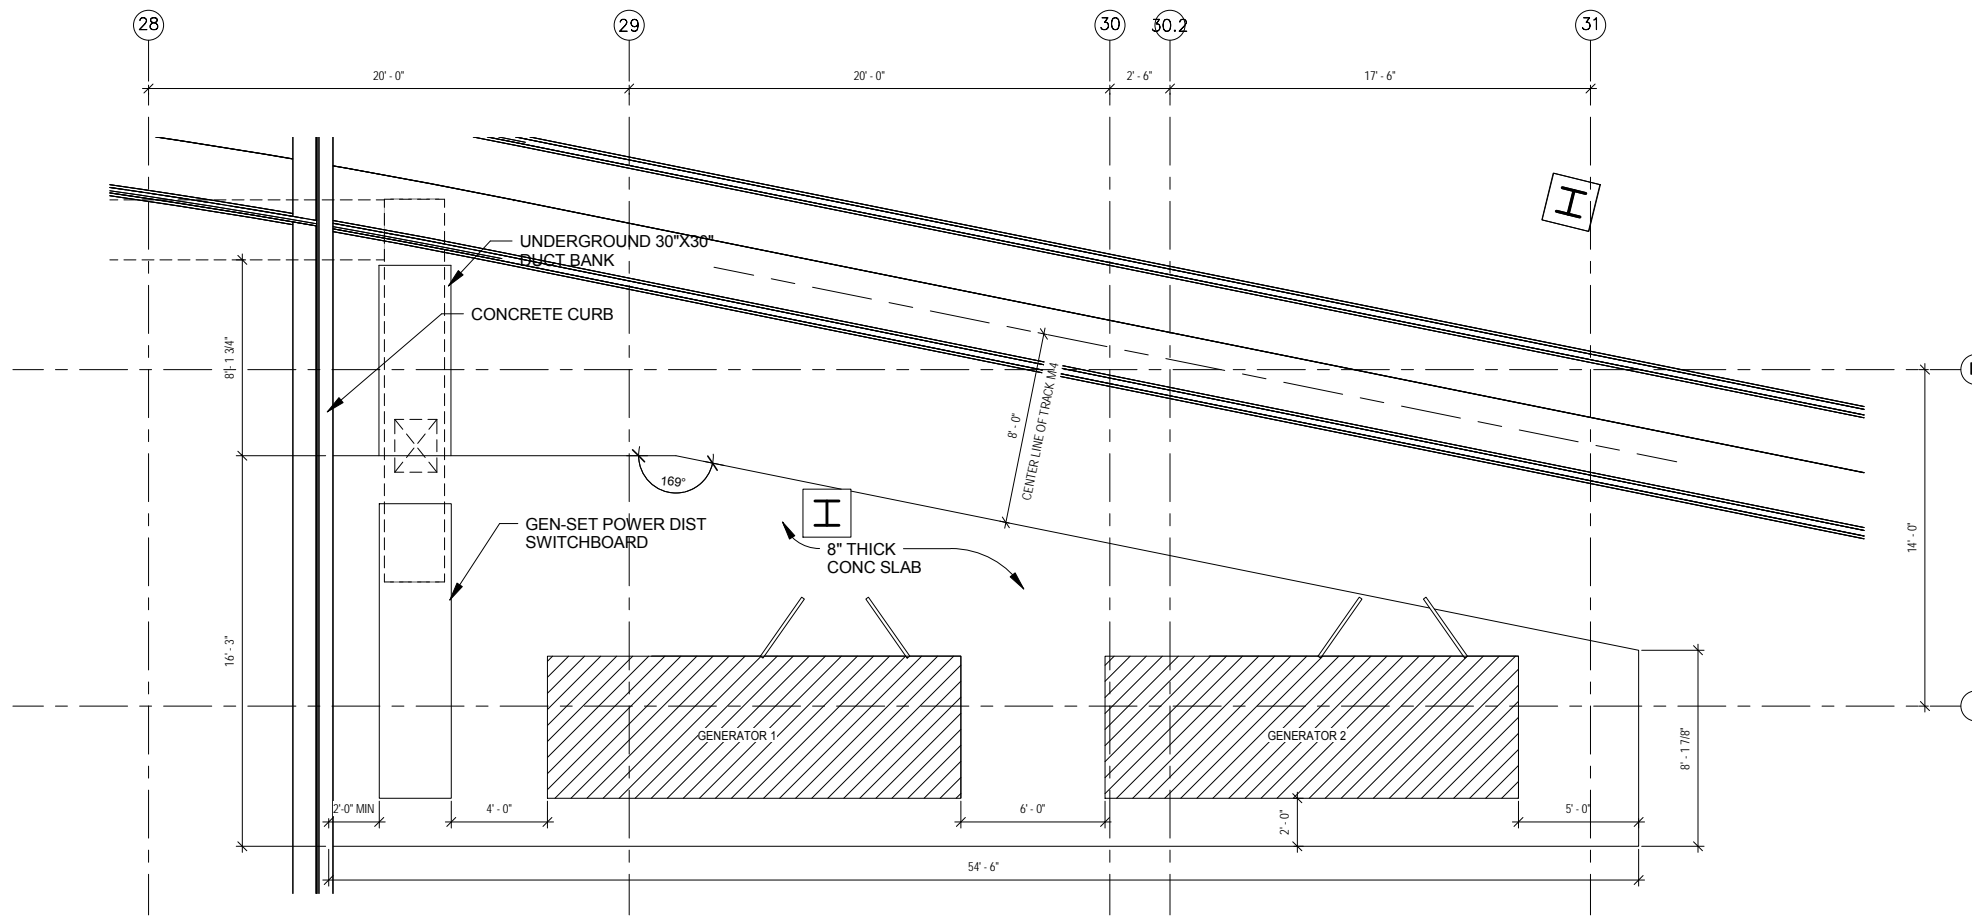 28
29
30
30.2
31
20' - 0"
20' - 0"
2' - 6"
17' - 6"
UNDERGROUND 30"X30"
DUCT BANK
CONCRETE CURB
8' - 1 3/4"
8' - 0"
CENTER LINE OF TRACK M-4
169°
GEN-SET POWER DIST
SWITCHBOARD
8" THICK
CONC SLAB
14' - 0"
16' - 3"
GENERATOR 1
GENERATOR 2
8' - 1 7/8"
2'-0" MIN
4' - 0"
6' - 0"
2' - 0"
5' - 0"
54' - 6"